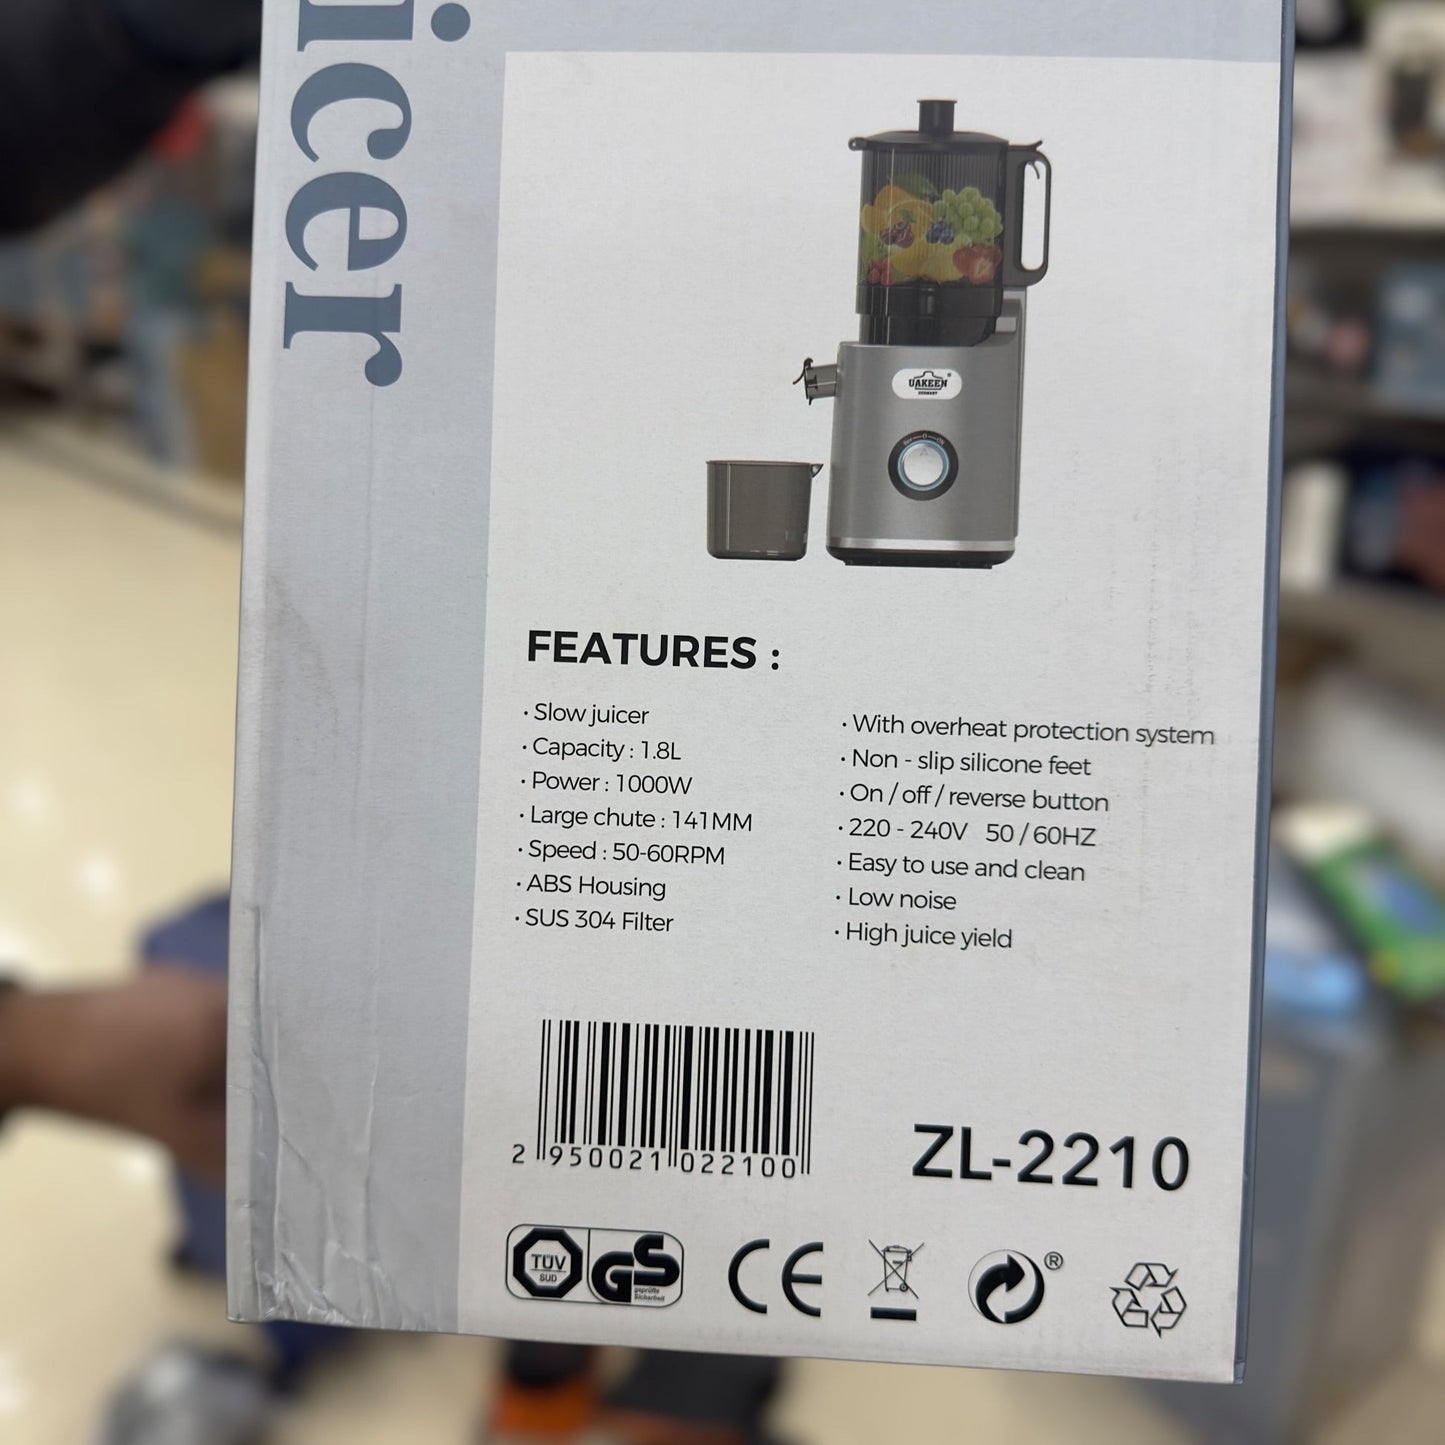 icer
UAKEEN
GERMANY
FEATURES :
· Slow juicer
· Capacity : 1.8L
· Power : 1000W
· Large chute : 141MM
· Speed : 50-60RPM
· ABS Housing
· SUS 304 Filter
· With overheat protection system
· Non - slip silicone feet
· On / off / reverse button
· 220 - 240V 50 / 60HZ
· Easy to use and clean
· Low noise
· High juice yield
2 950021 022100
ZL-2210
TÜV
SUD
GS
geprüfte
Sicherheit
CE
®